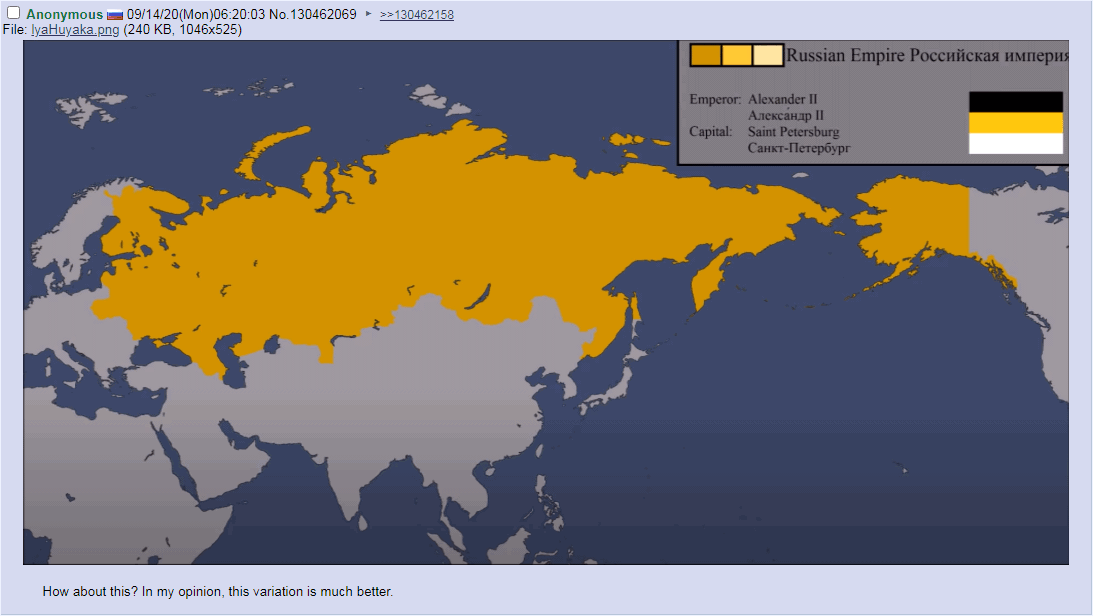 Anonymous 09/14/20(Mon)06:20:03 No.130462069 ▸ >>130462158
File: IyaHuyaka.png (240 KB, 1046x525)
Russian Empire Российская империя
Emperor: Alexander II
Александр II
Capital: Saint Petersburg
Санкт-Петербург
How about this? In my opinion, this variation is much better.